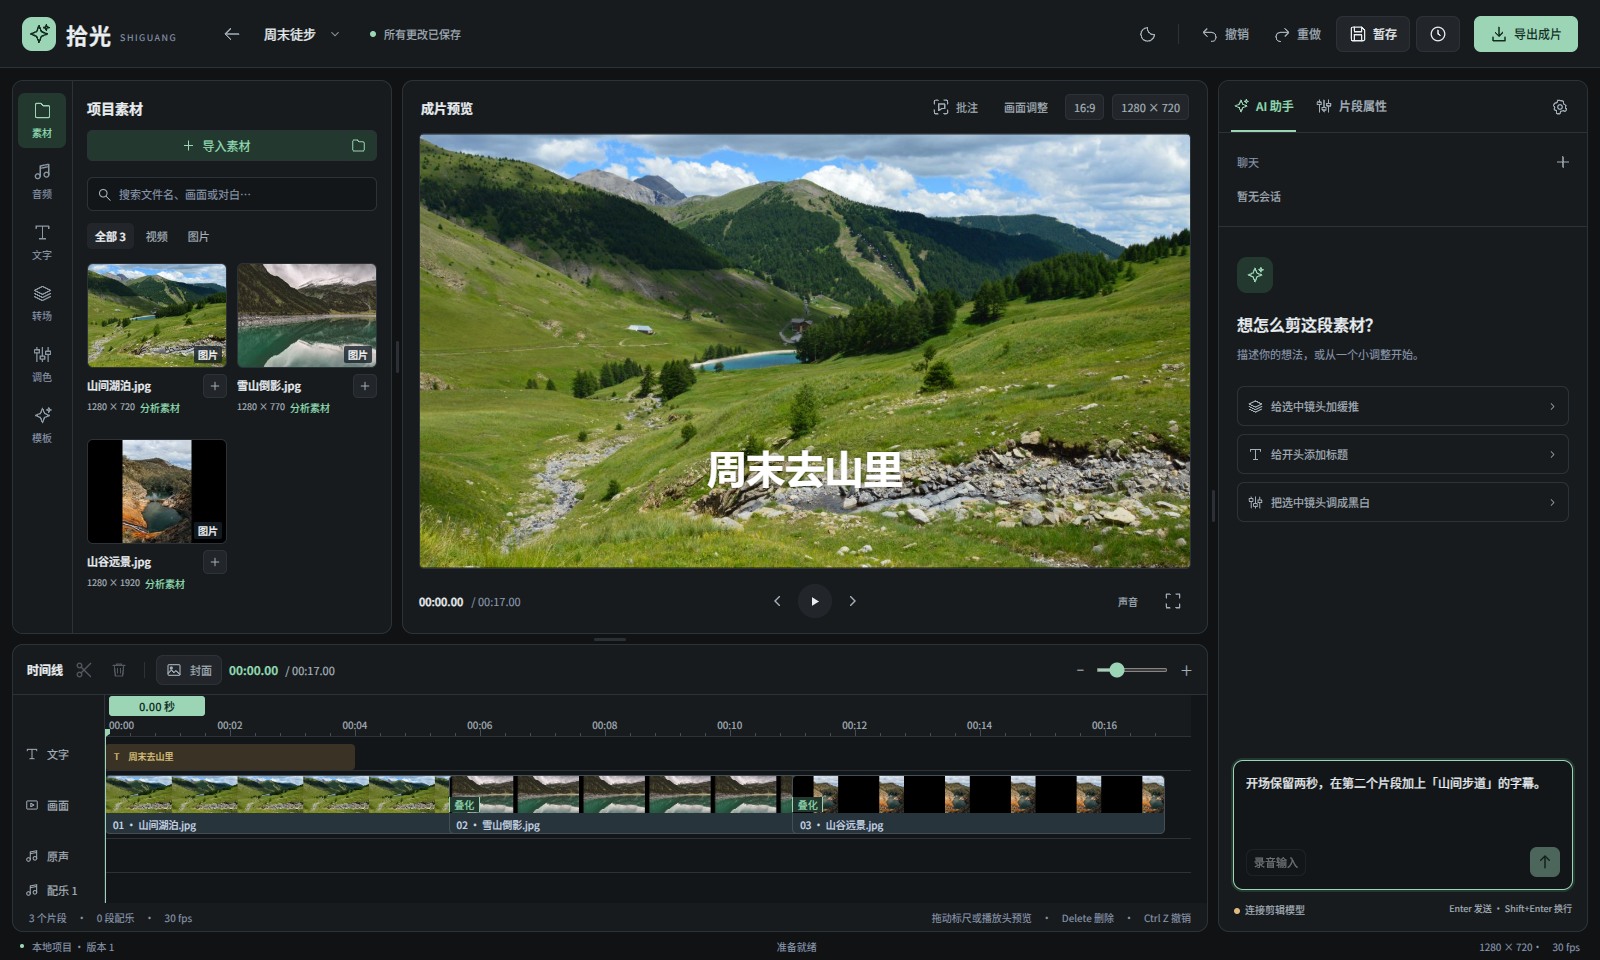 拾光 SHIGUANG
周末徒步
所有更改已保存
撤销
重做
暂存
导出成片
素材
音频
文字
转场
调色
模板
项目素材
导入素材
搜索文件名、画面或对白…
全部 3
视频
图片
图片
图片
山间湖泊.jpg
雪山倒影.jpg
1280 × 720 分析素材
1280 × 770 分析素材
图片
山谷远景.jpg
1280 × 1920 分析素材
成片预览
批注
画面调整
16:9
1280 × 720
周末去山里
00:00.00 / 00:17.00
声音
AI 助手
片段属性
聊天
暂无会话
想怎么剪这段素材?
描述你的想法，或从一个小调整开始。
给选中镜头加缓推
给开头添加标题
把选中镜头调成黑白
开场保留两秒，在第二个片段加上「山间步道」的字幕。
录音输入
连接剪辑模型
Enter 发送 · Shift+Enter 换行
时间线
封面
00:00.00 / 00:17.00
0.00 秒
00:00 00:02 00:04 00:06 00:08 00:10 00:12 00:14 00:16
文字
T 周末去山里
画面
叠化
叠化
01 · 山间湖泊.jpg
02 · 雪山倒影.jpg
03 · 山谷远景.jpg
原声
配乐 1
3 个片段 · 0 段配乐 · 30 fps
拖动标尺或播放头预览 · Delete 删除 · Ctrl Z 撤销
本地项目 · 版本 1
准备就绪
1280 × 720 · 30 fps